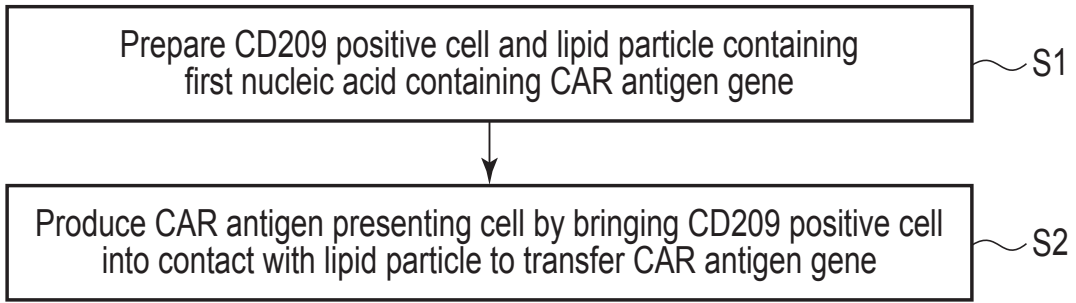 Prepare CD209 positive cell and lipid particle containing
first nucleic acid containing CAR antigen gene
S1
Produce CAR antigen presenting cell by bringing CD209 positive cell
into contact with lipid particle to transfer CAR antigen gene
S2